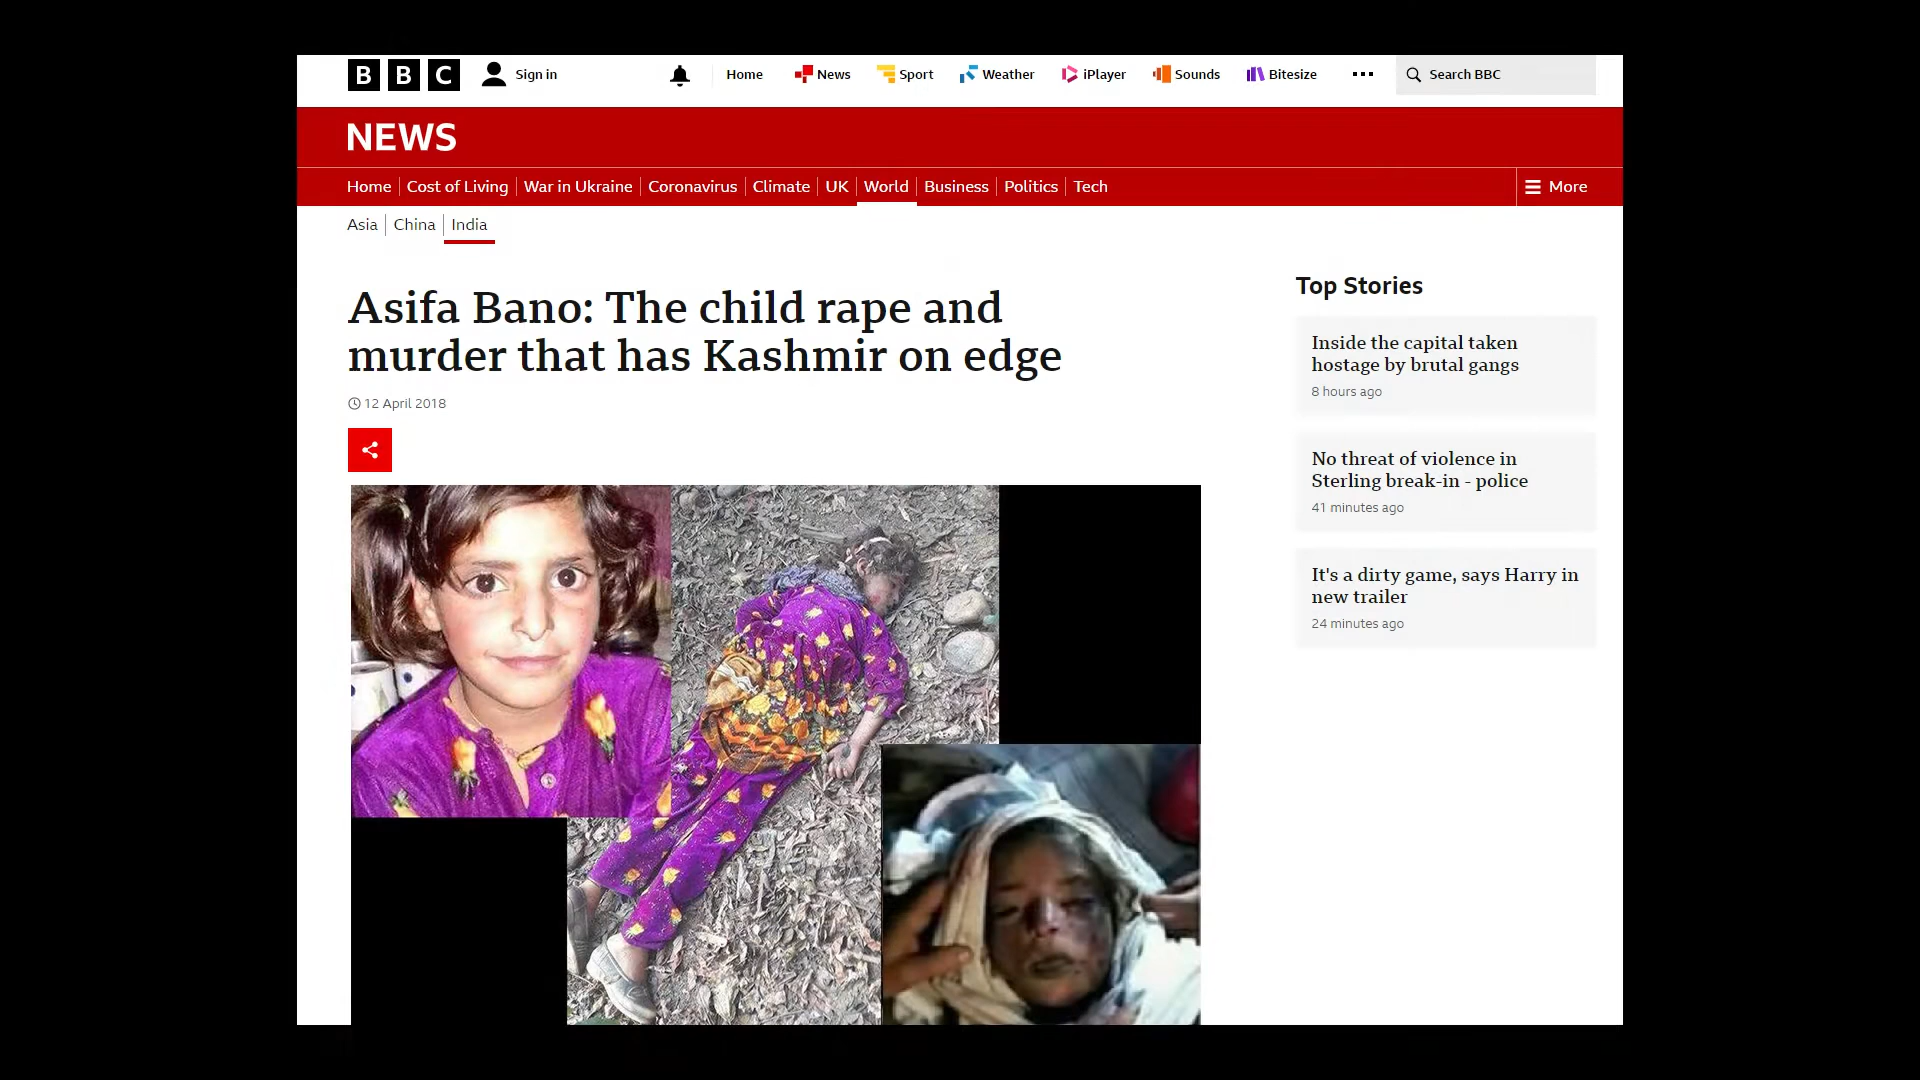 BBC Sign in Home News Sport Weather iPlayer Sounds Bitesize Search BBC
NEWS
Home Cost of Living War in Ukraine Coronavirus Climate UK World Business Politics Tech More
Asia China India
Asifa Bano: The child rape and
murder that has Kashmir on edge
12 April 2018
Top Stories
Inside the capital taken
hostage by brutal gangs
8 hours ago
No threat of violence in
Sterling break-in - police
41 minutes ago
It's a dirty game, says Harry in
new trailer
24 minutes ago